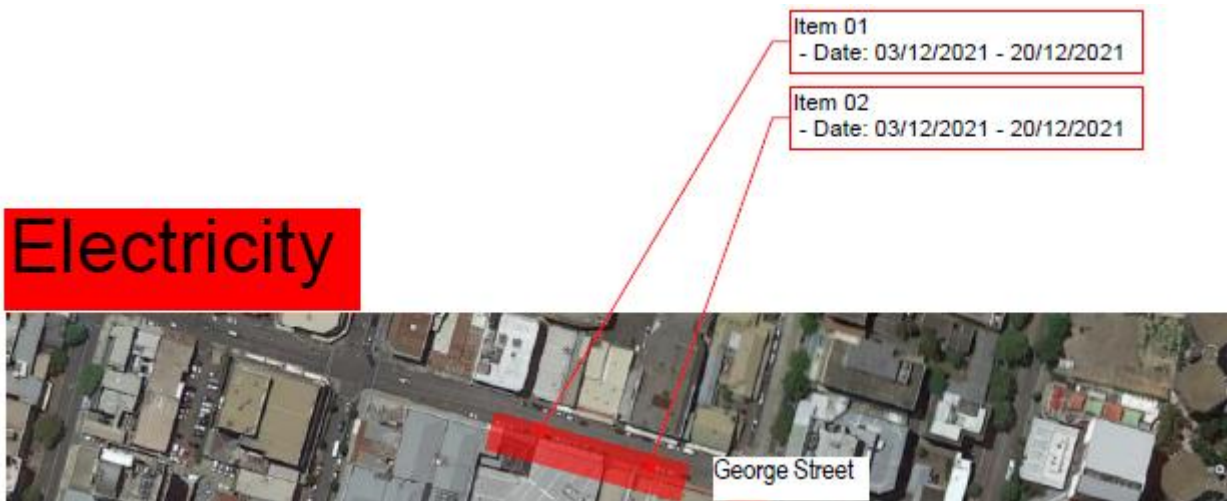 Item 01
- Date: 03/12/2021 - 20/12/2021
Item 02
- Date: 03/12/2021 - 20/12/2021
Electricity
George Street